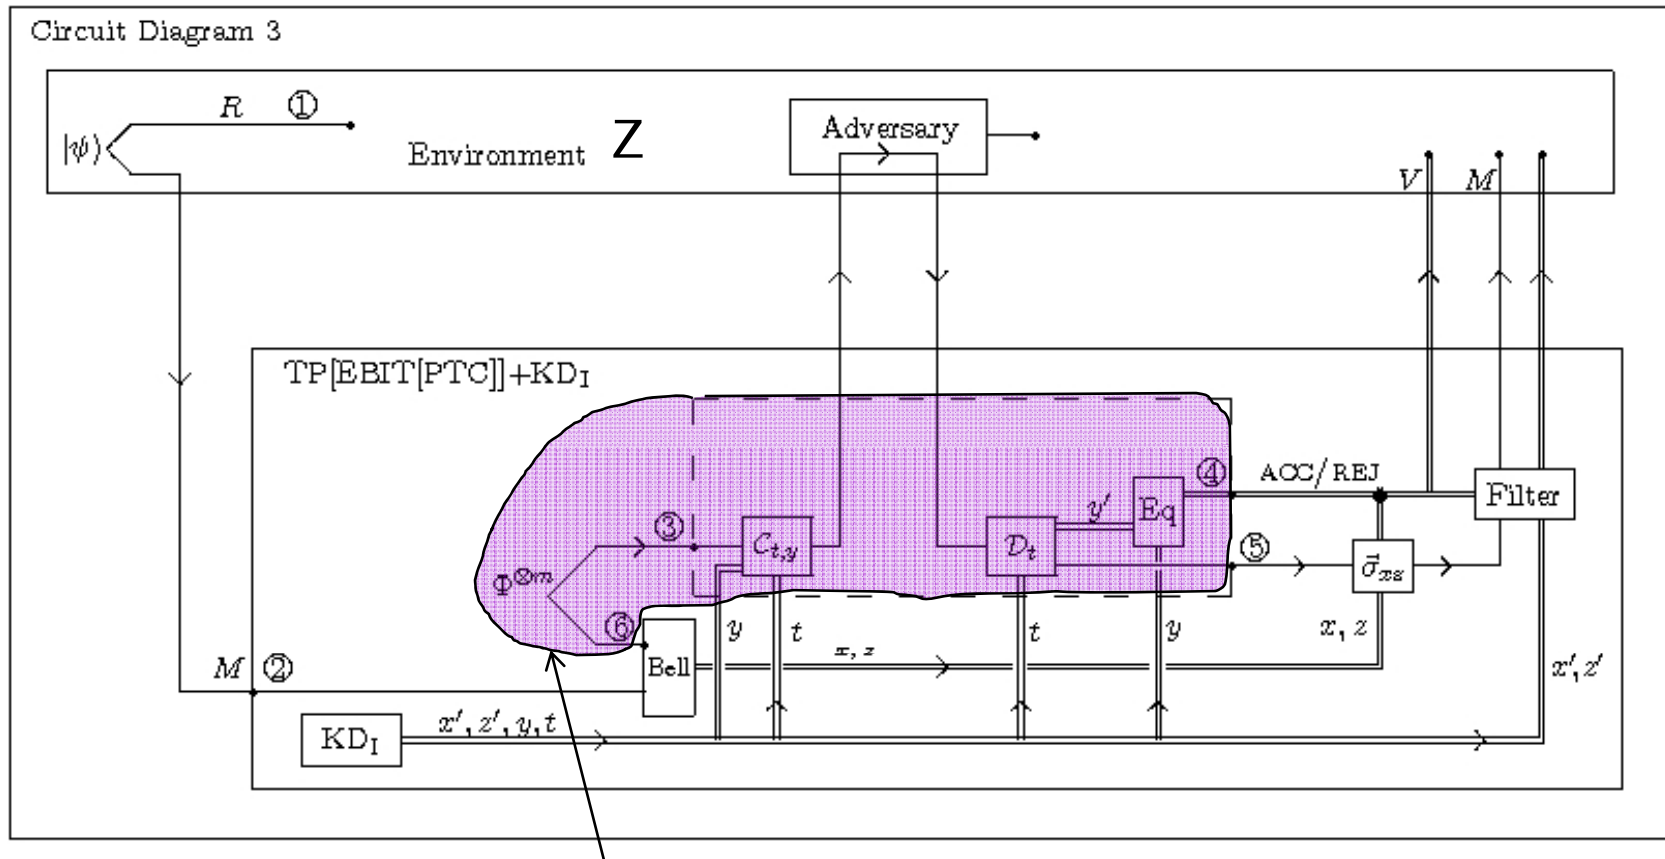 Circuit Diagram 3
R ①
|ψ⟩
Environment Z
Adversary
V M
TP[EBIT[PTC]]+KD_I
④ ACC/REJ
Filter
y′ Eq
③ C_{t,y} D_t ⑤ σ⃗_{xz}
Φ^{⊗m}
⑥ y t t y x, z
Bell x, z
M ② x′, z′
KD_I x′, z′, y, t